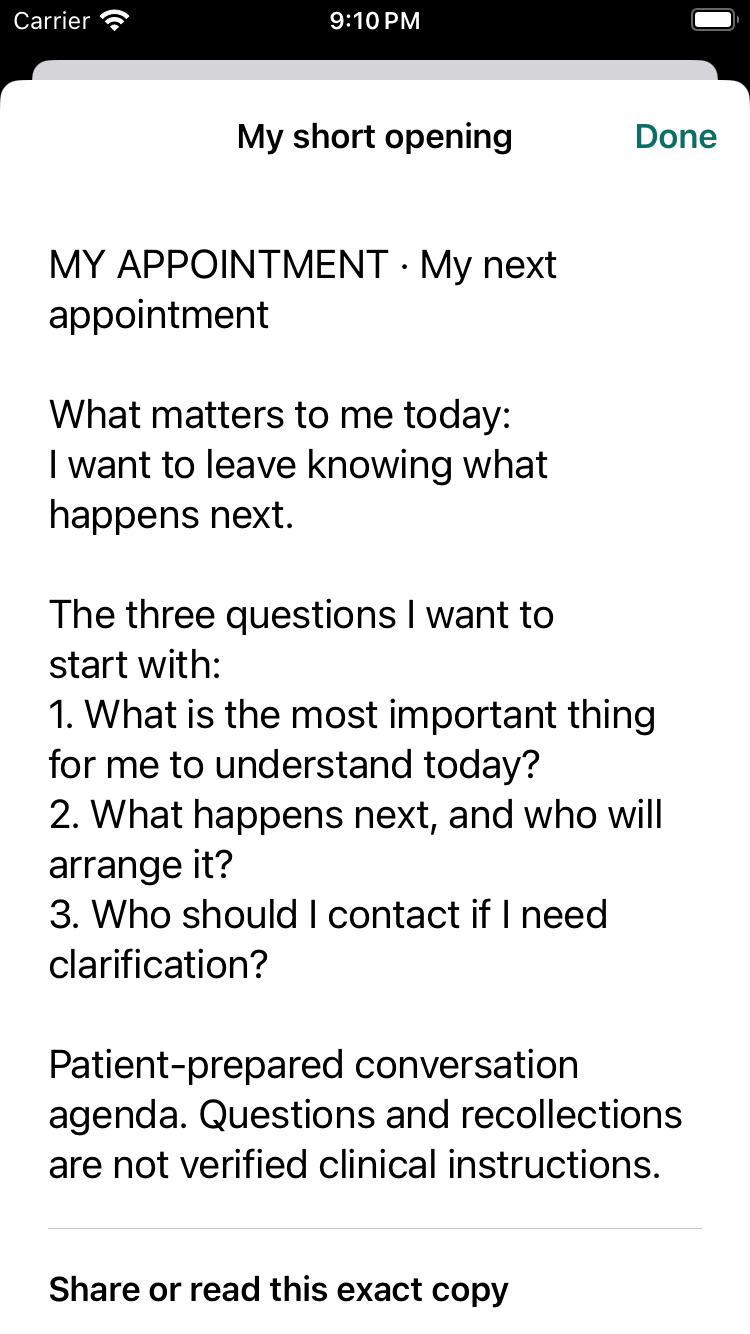 Carrier
9:10 PM
My short opening
Done
MY APPOINTMENT · My next
appointment
What matters to me today:
I want to leave knowing what
happens next.
The three questions I want to
start with:
1. What is the most important thing
for me to understand today?
2. What happens next, and who will
arrange it?
3. Who should I contact if I need
clarification?
Patient-prepared conversation
agenda. Questions and recollections
are not verified clinical instructions.
Share or read this exact copy